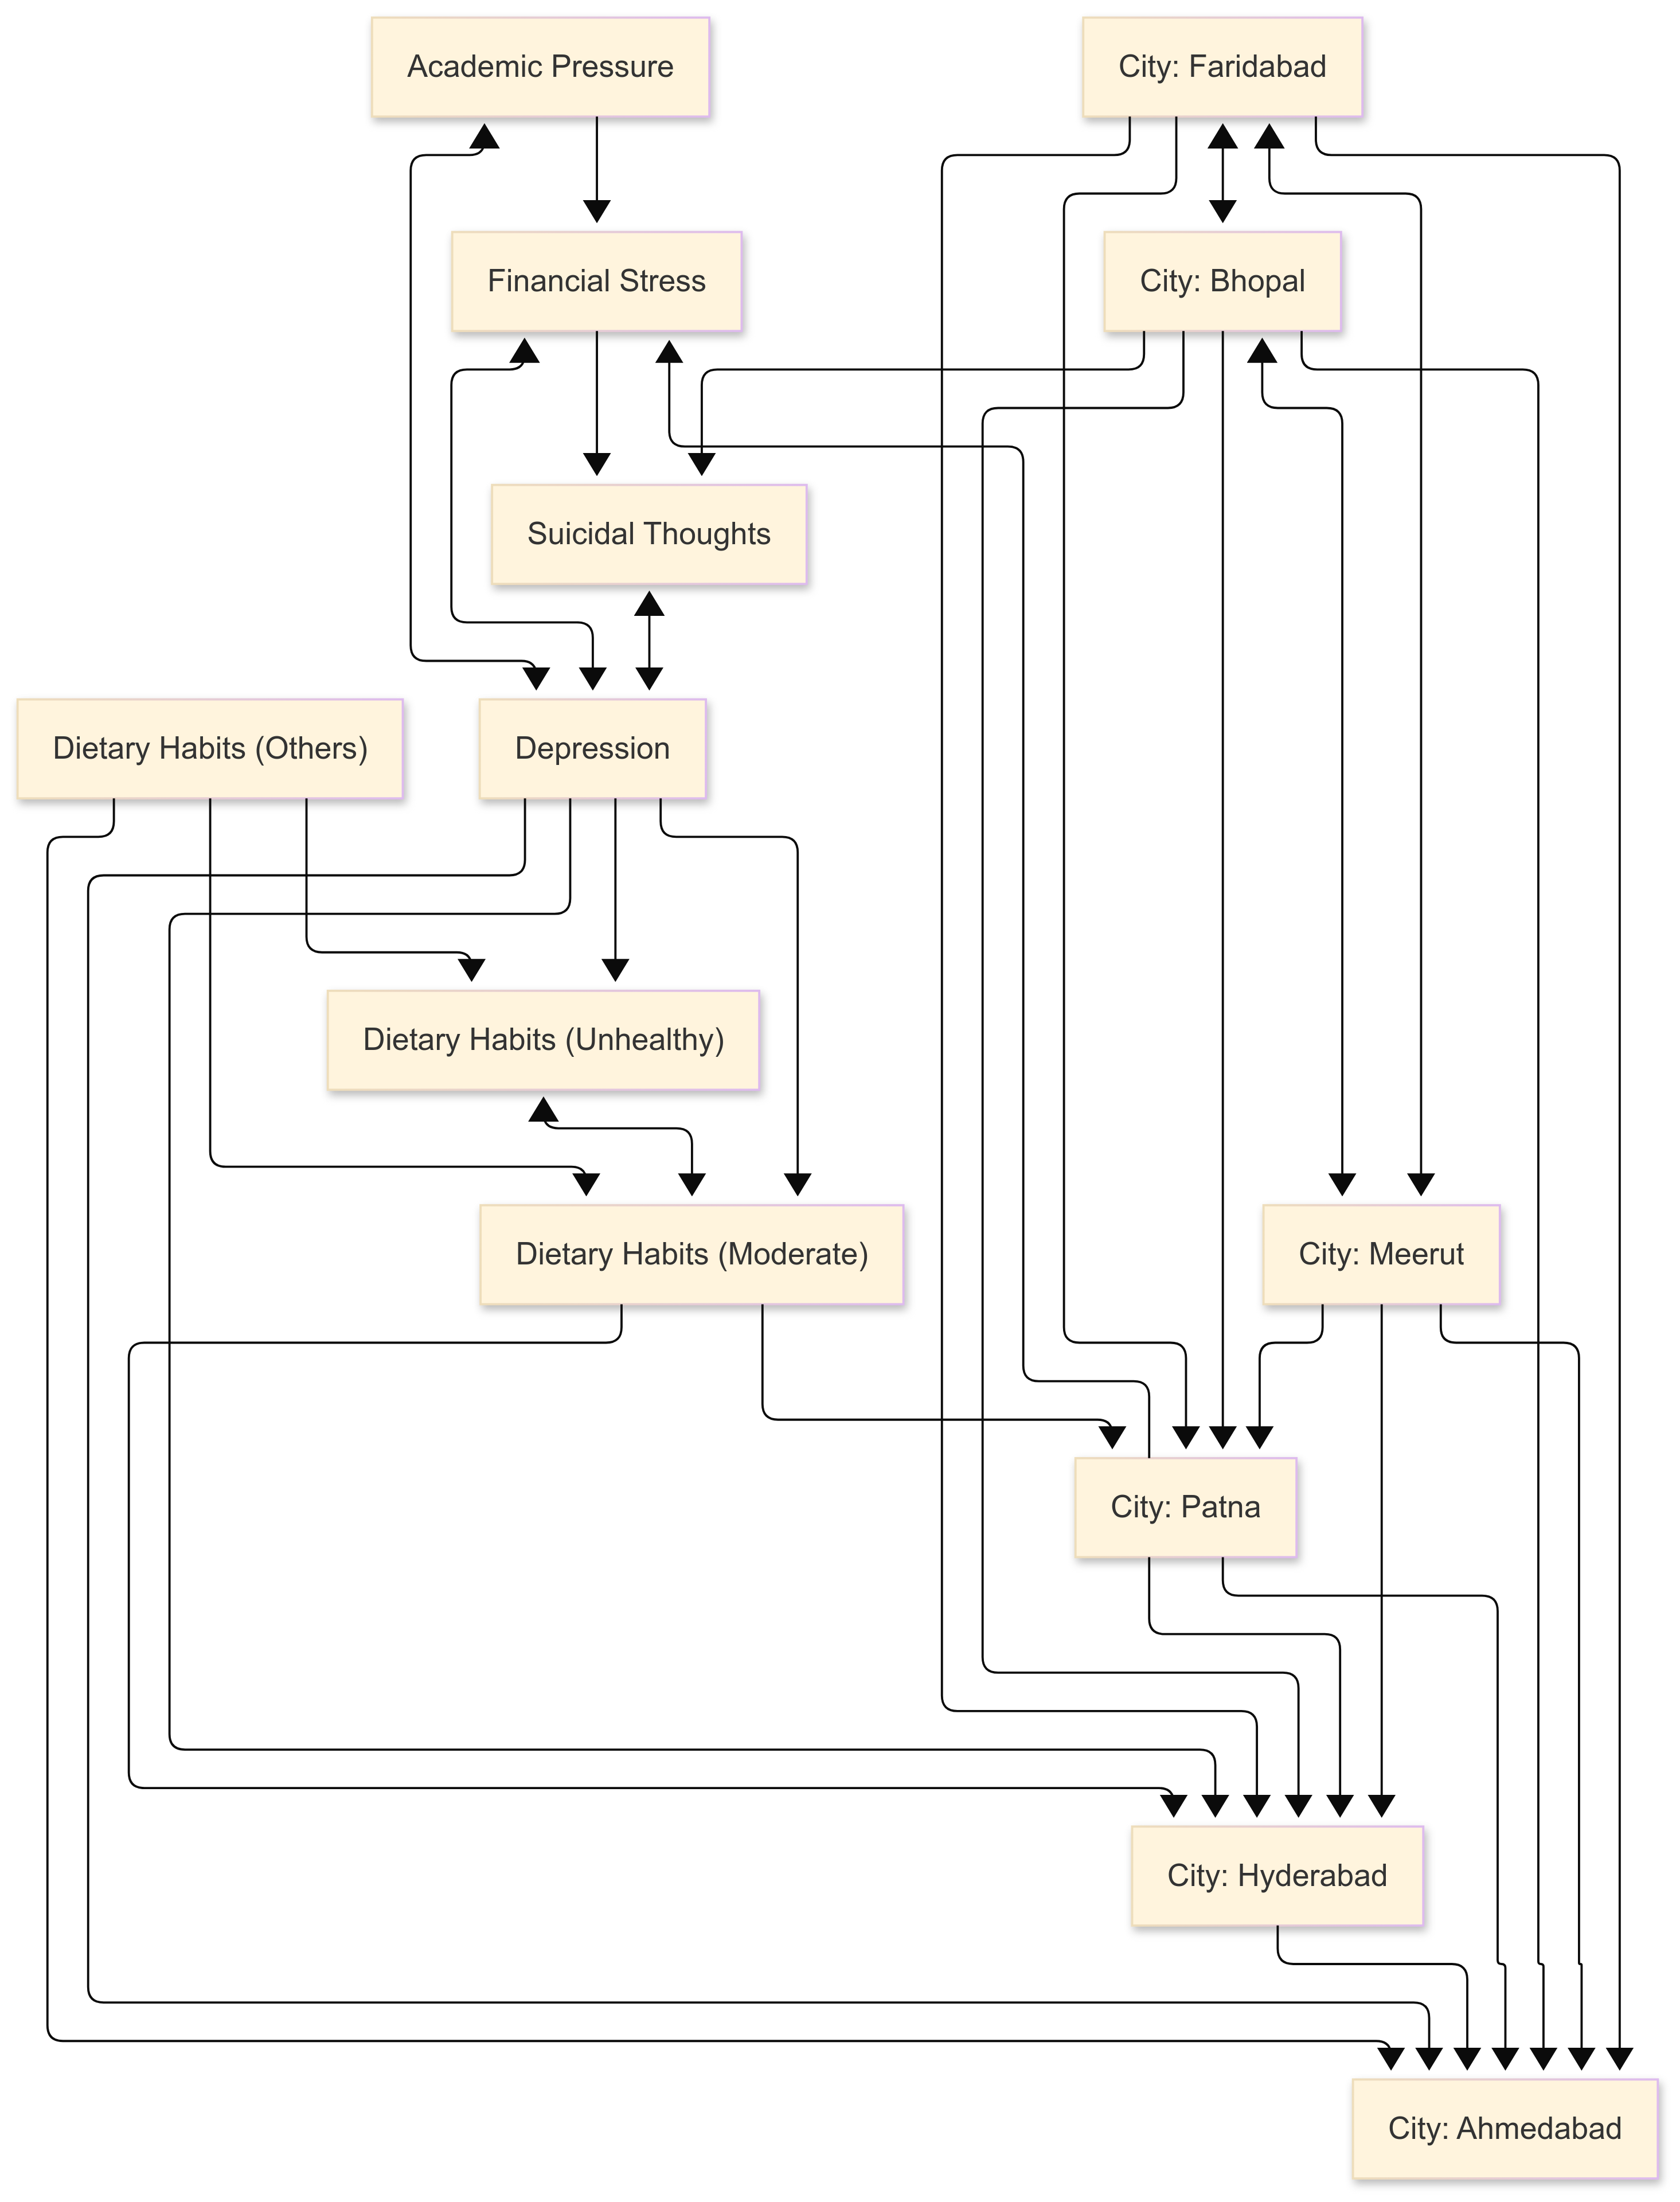 Academic Pressure
City: Faridabad
Financial Stress
City: Bhopal
Suicidal Thoughts
Dietary Habits (Others)
Depression
Dietary Habits (Unhealthy)
Dietary Habits (Moderate)
City: Meerut
City: Patna
City: Hyderabad
City: Ahmedabad